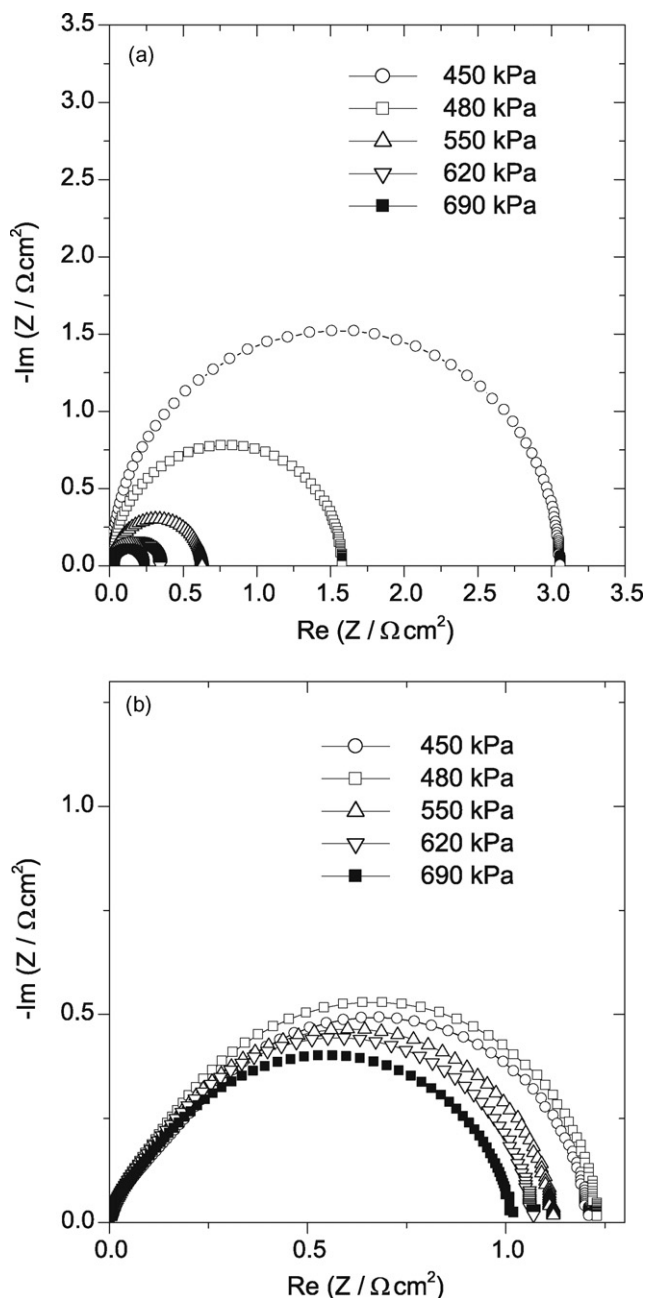 (a)
450 kPa
480 kPa
550 kPa
620 kPa
690 kPa
3.5
3.0
2.5
2.0
1.5
1.0
0.5
0.0
-Im (Z / Ωcm²)
0.0 0.5 1.0 1.5 2.0 2.5 3.0 3.5
Re (Z / Ωcm²)
(b)
450 kPa
480 kPa
550 kPa
620 kPa
690 kPa
1.0
0.5
0.0
-Im (Z / Ωcm²)
0.0 0.5 1.0
Re (Z / Ωcm²)